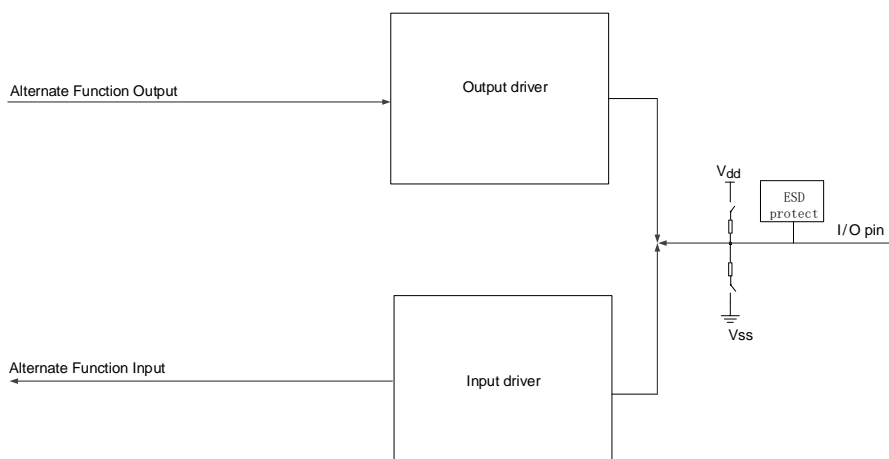 Alternate Function Output
Output driver
Vdd
ESD
protect
I/O pin
Vss
Alternate Function Input
Input driver